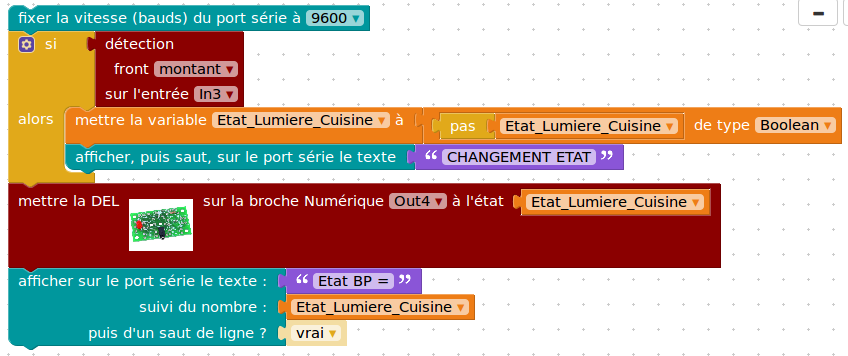 fixer la vitesse (bauds) du port série à 9600
si détection
front montant
sur l'entrée In3
alors mettre la variable Etat_Lumiere_Cuisine à pas Etat_Lumiere_Cuisine de type Boolean
afficher, puis saut, sur le port série le texte “ CHANGEMENT ETAT ”
mettre la DEL sur la broche Numérique Out4 à l'état Etat_Lumiere_Cuisine
afficher sur le port série le texte : “ Etat BP = ”
suivi du nombre : Etat_Lumiere_Cuisine
puis d'un saut de ligne ? vrai